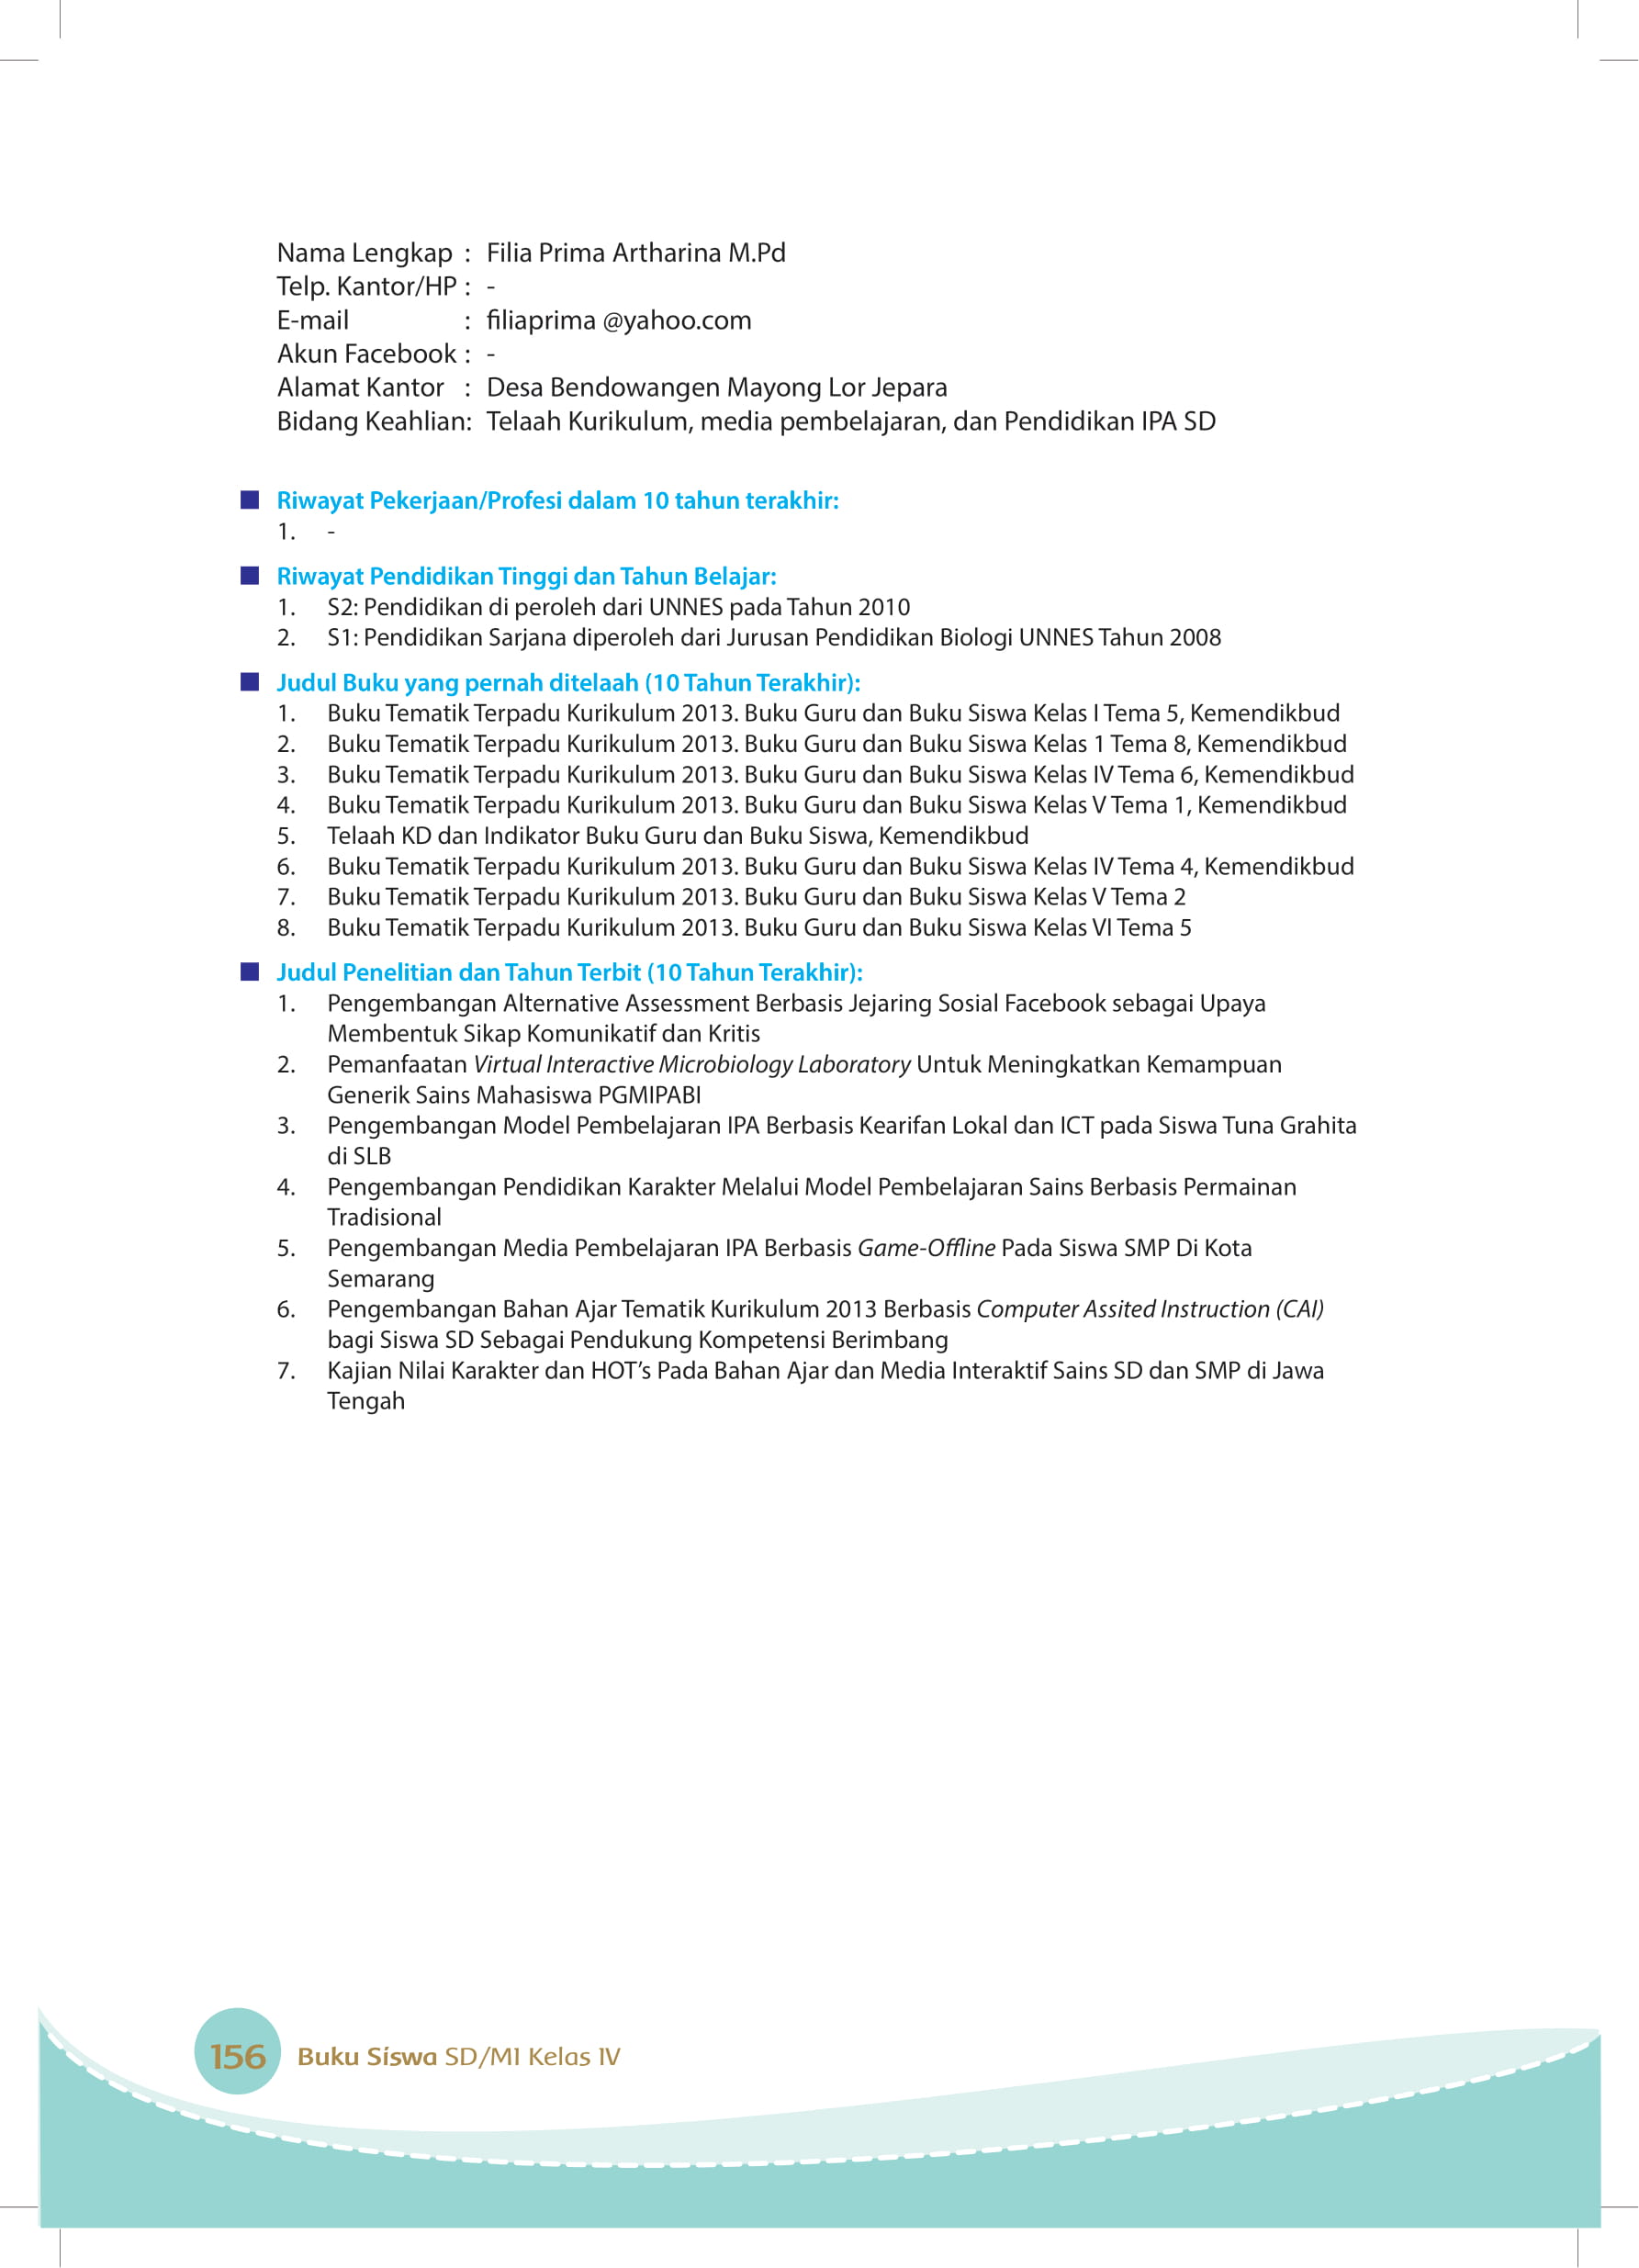 Nama Lengkap : Filia Prima Artharina M.Pd
Telp. Kantor/HP : -
E-mail : filiaprima @yahoo.com
Akun Facebook : -
Alamat Kantor : Desa Bendowangen Mayong Lor Jepara
Bidang Keahlian: Telaah Kurikulum, media pembelajaran, dan Pendidikan IPA SD
Riwayat Pekerjaan/Profesi dalam 10 tahun terakhir:
1. -
Riwayat Pendidikan Tinggi dan Tahun Belajar:
1. S2: Pendidikan di peroleh dari UNNES pada Tahun 2010
2. S1: Pendidikan Sarjana diperoleh dari Jurusan Pendidikan Biologi UNNES Tahun 2008
Judul Buku yang pernah ditelaah (10 Tahun Terakhir):
1. Buku Tematik Terpadu Kurikulum 2013. Buku Guru dan Buku Siswa Kelas I Tema 5, Kemendikbud
2. Buku Tematik Terpadu Kurikulum 2013. Buku Guru dan Buku Siswa Kelas 1 Tema 8, Kemendikbud
3. Buku Tematik Terpadu Kurikulum 2013. Buku Guru dan Buku Siswa Kelas IV Tema 6, Kemendikbud
4. Buku Tematik Terpadu Kurikulum 2013. Buku Guru dan Buku Siswa Kelas V Tema 1, Kemendikbud
5. Telaah KD dan Indikator Buku Guru dan Buku Siswa, Kemendikbud
6. Buku Tematik Terpadu Kurikulum 2013. Buku Guru dan Buku Siswa Kelas IV Tema 4, Kemendikbud
7. Buku Tematik Terpadu Kurikulum 2013. Buku Guru dan Buku Siswa Kelas V Tema 2
8. Buku Tematik Terpadu Kurikulum 2013. Buku Guru dan Buku Siswa Kelas VI Tema 5
Judul Penelitian dan Tahun Terbit (10 Tahun Terakhir):
1. Pengembangan Alternative Assessment Berbasis Jejaring Sosial Facebook sebagai Upaya
Membentuk Sikap Komunikatif dan Kritis
2. Pemanfaatan Virtual Interactive Microbiology Laboratory Untuk Meningkatkan Kemampuan
Generik Sains Mahasiswa PGMIPABI
3. Pengembangan Model Pembelajaran IPA Berbasis Kearifan Lokal dan ICT pada Siswa Tuna Grahita
di SLB
4. Pengembangan Pendidikan Karakter Melalui Model Pembelajaran Sains Berbasis Permainan
Tradisional
5. Pengembangan Media Pembelajaran IPA Berbasis Game-Offline Pada Siswa SMP Di Kota
Semarang
6. Pengembangan Bahan Ajar Tematik Kurikulum 2013 Berbasis Computer Assited Instruction (CAI)
bagi Siswa SD Sebagai Pendukung Kompetensi Berimbang
7. Kajian Nilai Karakter dan HOT’s Pada Bahan Ajar dan Media Interaktif Sains SD dan SMP di Jawa
Tengah
156 Buku Siswa SD/MI Kelas IV